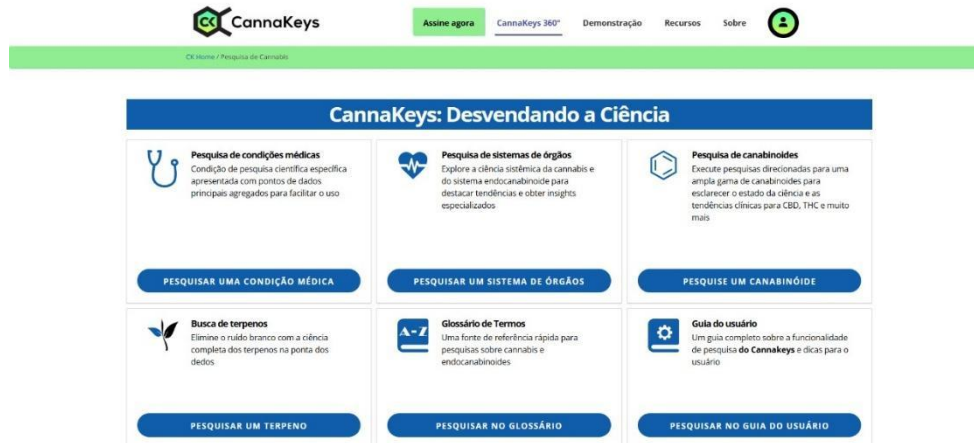 CK CannaKeys
Assine agora CannaKeys 360° Demonstração Recursos Sobre
CK Home / Pesquisa de Cannabis
CannaKeys: Desvendando a Ciência
Pesquisa de condições médicas
Condição de pesquisa científica específica
apresentada com pontos de dados
principais agregados para facilitar o uso
PESQUISAR UMA CONDIÇÃO MÉDICA
Pesquisa de sistemas de órgãos
Explore a ciência sistêmica da cannabis e
do sistema endocanabinoide para
destacar tendências e obter insights
especializados
PESQUISAR UM SISTEMA DE ÓRGÃOS
Pesquisa de canabinoides
Execute pesquisas direcionadas para uma
ampla gama de canabinoides para
esclarecer o estado da ciência e as
tendências clínicas para CBD, THC e muito
mais
PESQUISE UM CANABINÓIDE
Busca de terpenos
Elimine o ruído branco com a ciência
completa dos terpenos na ponta dos
dedos
PESQUISAR UM TERPENO
A-Z
Glossário de Termos
Uma fonte de referência rápida para
pesquisas sobre cannabis e
endocanabinoides
PESQUISAR NO GLOSSÁRIO
Guia do usuário
Um guia completo sobre a funcionalidade
de pesquisa do Cannakeys e dicas para o
usuário
PESQUISAR NO GUIA DO USUÁRIO